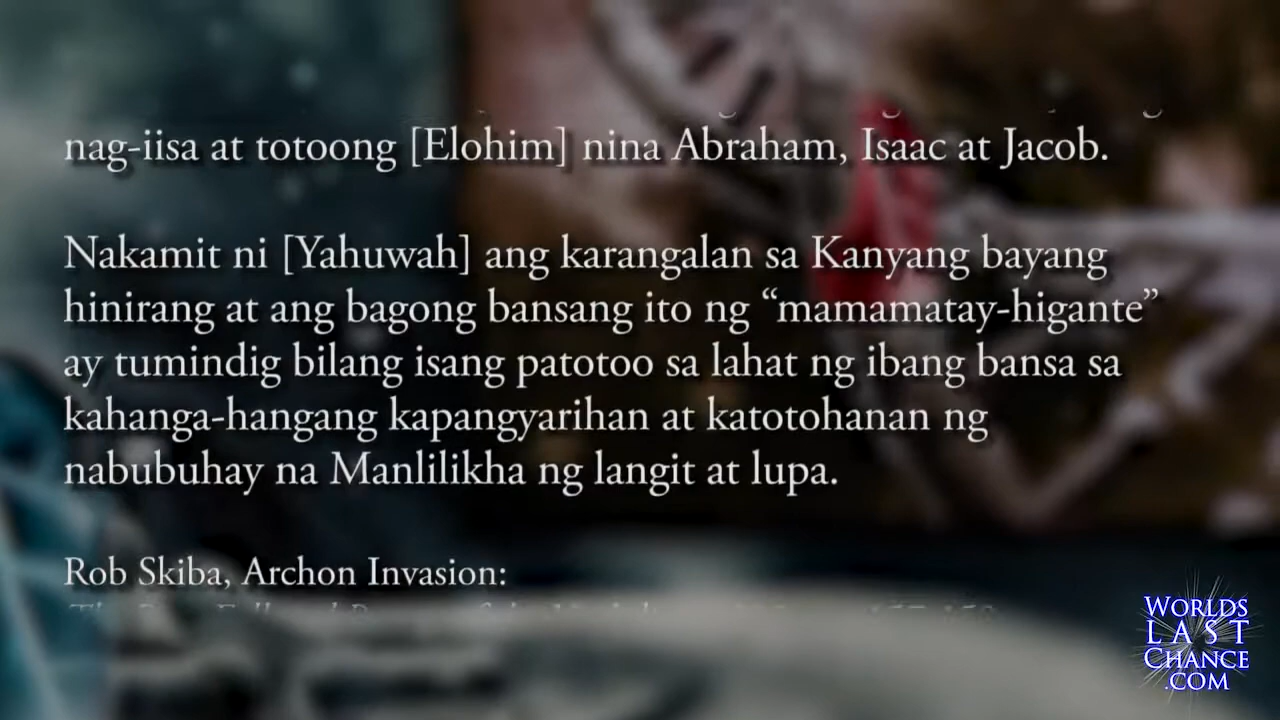 nag-iisa at totoong [Elohim] nina Abraham, Isaac at Jacob.
Nakamit ni [Yahuwah] ang karangalan sa Kanyang bayang
hinirang at ang bagong bansang ito ng “mamamatay-higante”
ay tumindig bilang isang patotoo sa lahat ng ibang bansa sa
kahanga-hangang kapangyarihan at katotohanan ng
nabubuhay na Manlilikha ng langit at lupa.
Rob Skiba, Archon Invasion:
WORLDS
LAST
CHANCE
.COM